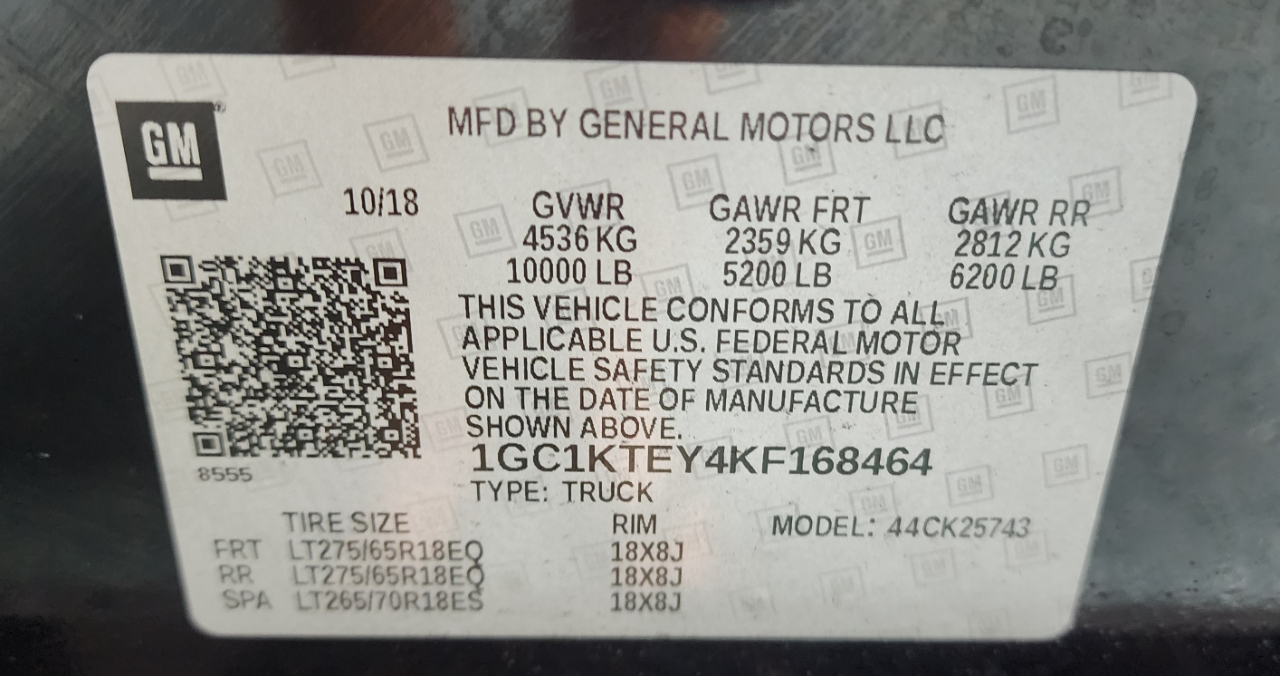 GM
MFD BY GENERAL MOTORS LLC
10/18 GVWR GAWR FRT GAWR RR
4536 KG 2359 KG 2812 KG
10000 LB 5200 LB 6200 LB
THIS VEHICLE CONFORMS TO ALL
APPLICABLE U.S. FEDERAL MOTOR
VEHICLE SAFETY STANDARDS IN EFFECT
ON THE DATE OF MANUFACTURE
SHOWN ABOVE.
8555
1GC1KTEY4KF168464
TYPE: TRUCK
TIRE SIZE RIM MODEL: 44CK25743
FRT LT275/65R18EQ 18X8J
RR LT275/65R18EQ 18X8J
SPA LT265/70R18ES 18X8J